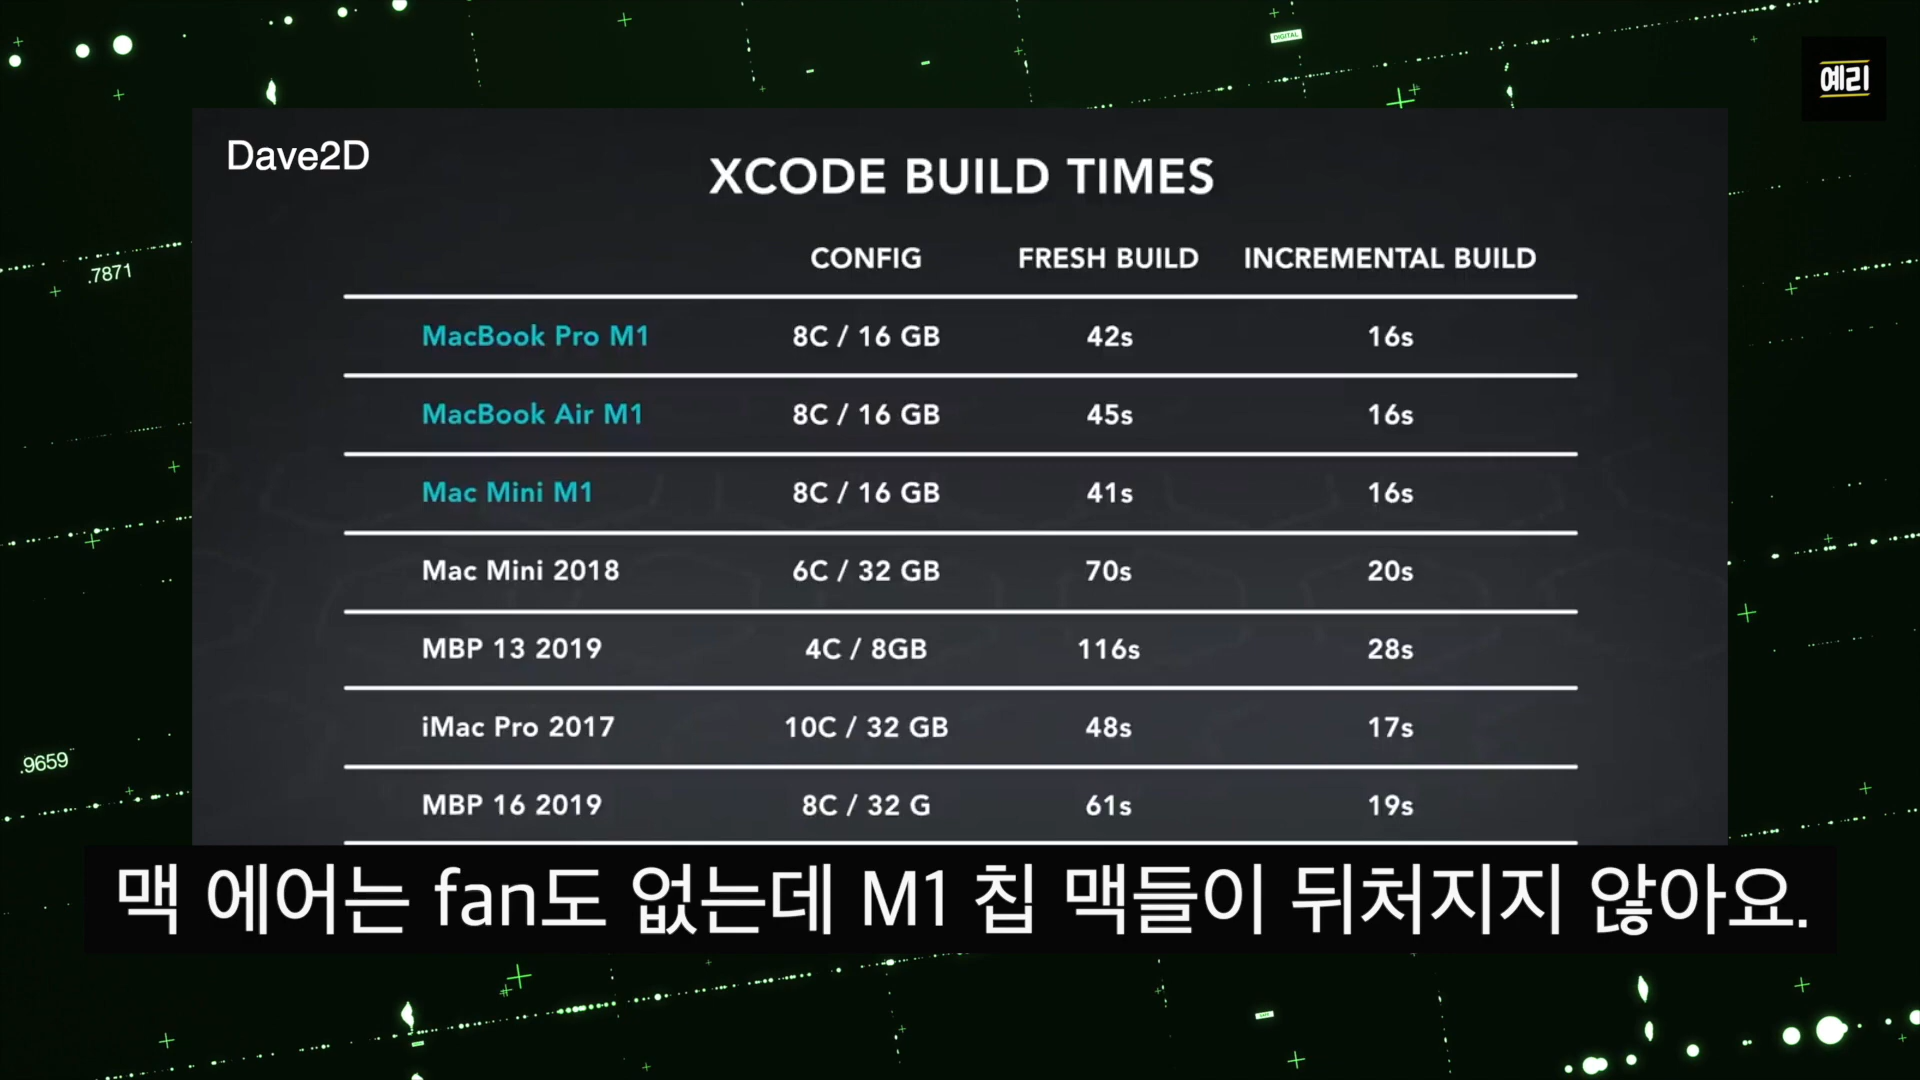 DIGITAL
예리
Dave2D
XCODE BUILD TIMES
CONFIG FRESH BUILD INCREMENTAL BUILD
.7871
MacBook Pro M1 8C / 16 GB 42s 16s
MacBook Air M1 8C / 16 GB 45s 16s
Mac Mini M1 8C / 16 GB 41s 16s
Mac Mini 2018 6C / 32 GB 70s 20s
MBP 13 2019 4C / 8GB 116s 28s
iMac Pro 2017 10C / 32 GB 48s 17s
.9659
MBP 16 2019 8C / 32 G 61s 19s
맥 에어는 fan도 없는데 M1 칩 맥들이 뒤처지지 않아요.